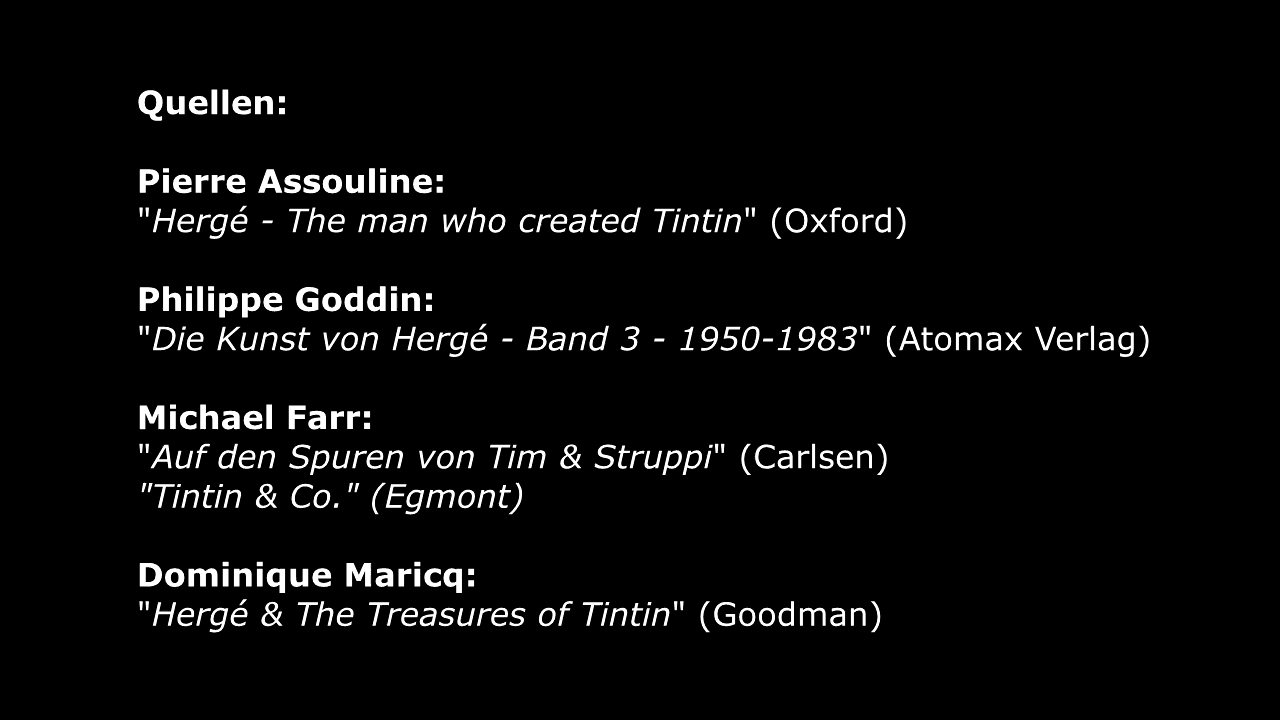 Quellen:
Pierre Assouline:
"Hergé - The man who created Tintin" (Oxford)
Philippe Goddin:
"Die Kunst von Hergé - Band 3 - 1950-1983" (Atomax Verlag)
Michael Farr:
"Auf den Spuren von Tim & Struppi" (Carlsen)
"Tintin & Co." (Egmont)
Dominique Maricq:
"Hergé & The Treasures of Tintin" (Goodman)